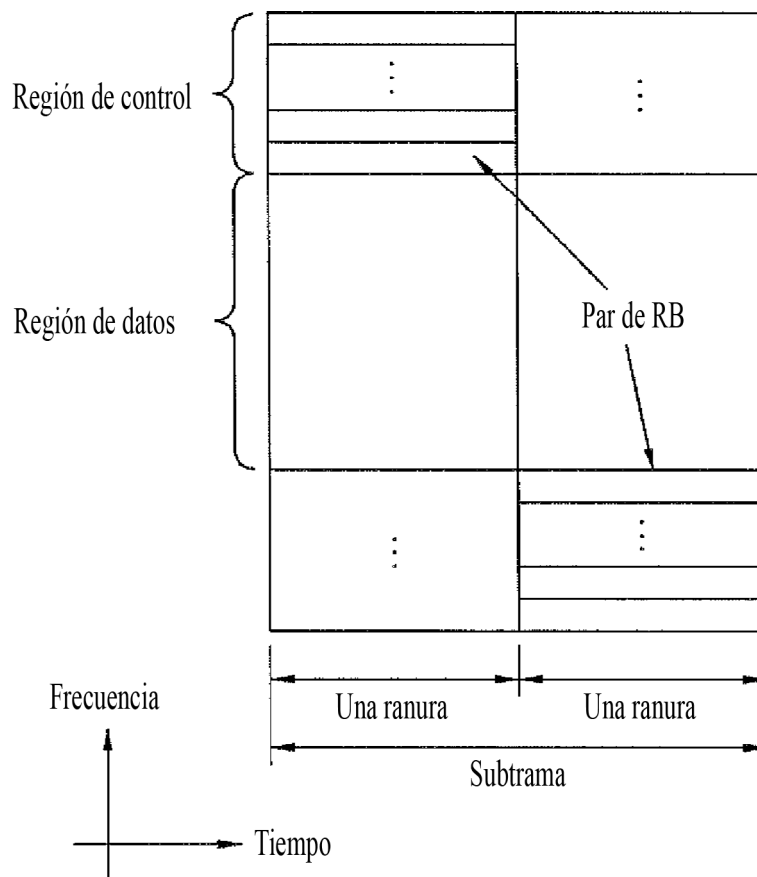 Región de control
Región de datos
Par de RB
Una ranura
Una ranura
Frecuencia
Subtrama
Tiempo